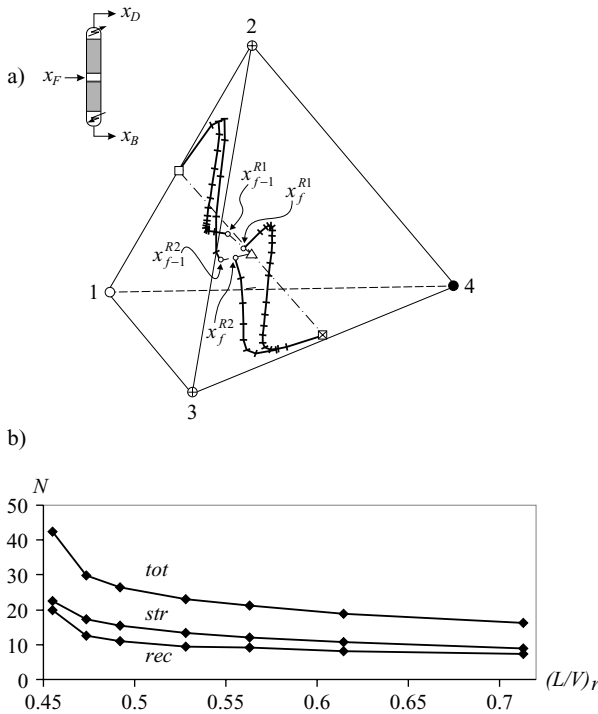 a)
x_D
x_F
x_B
2
x_{f-1}^{R1}
x_f^{R1}
x_{f-1}^{R2}
x_f^{R2}
1
4
3
b)
N
50
40
30
20
10
0
tot
str
rec
0.45 0.5 0.55 0.6 0.65 0.7
(L/V)_r